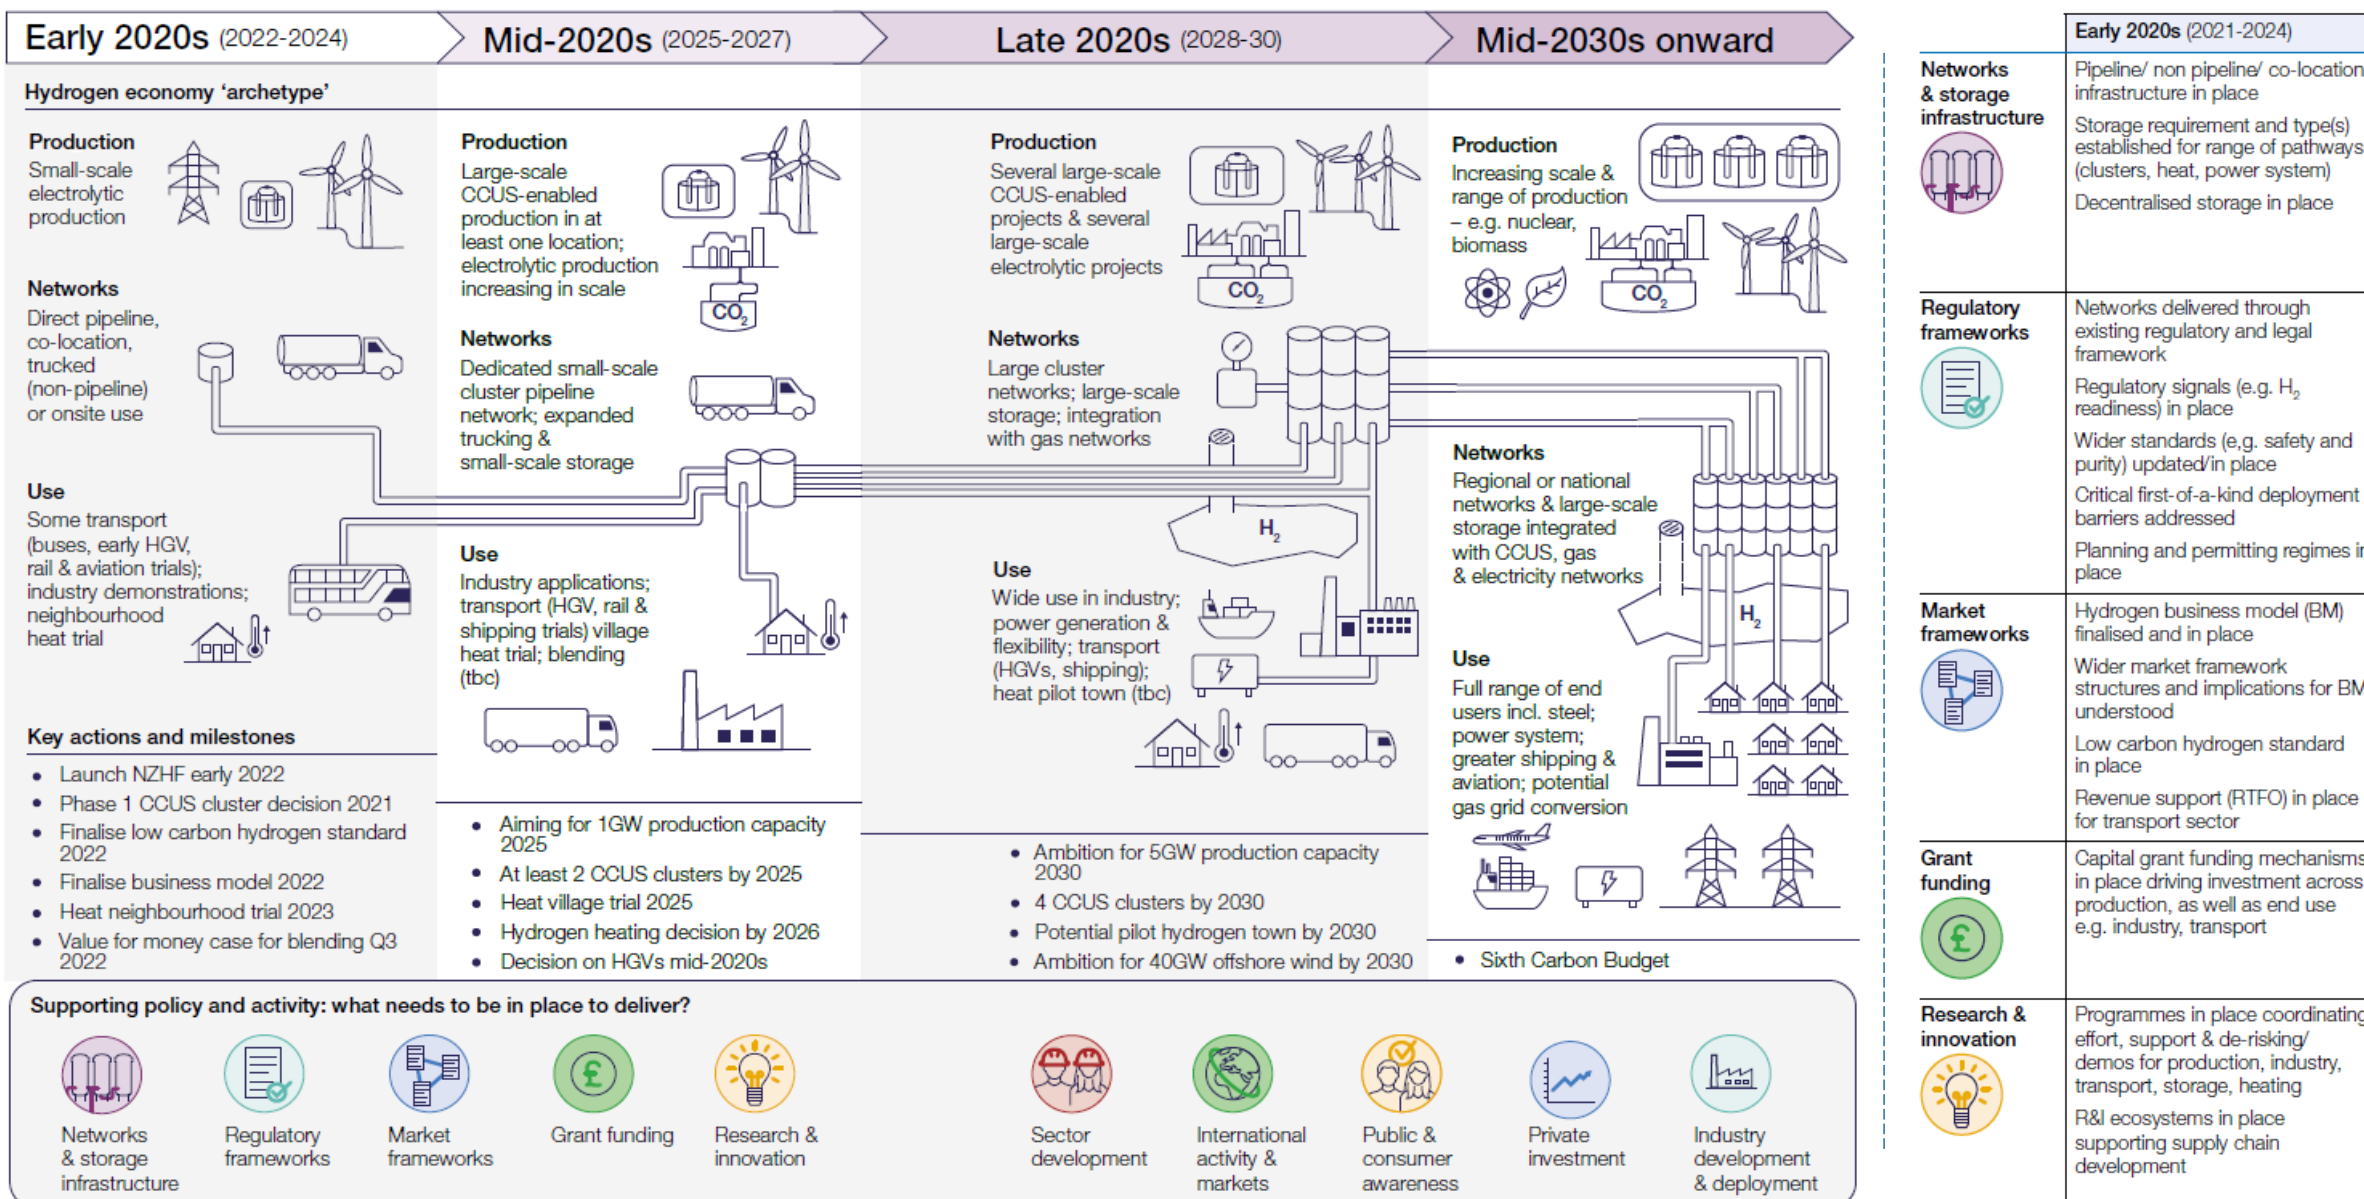 Early 2020s (2022-2024)
Mid-2020s (2025-2027)
Late 2020s (2028-30)
Mid-2030s onward
Hydrogen economy ‘archetype’
Production
Small-scale
electrolytic
production
Networks
Direct pipeline,
co-location,
trucked
(non-pipeline)
or onsite use
Use
Some transport
(buses, early HGV,
rail & aviation trials);
industry demonstrations;
neighbourhood
heat trial
Key actions and milestones
• Launch NZHF early 2022
• Phase 1 CCUS cluster decision 2021
• Finalise low carbon hydrogen standard
2022
• Finalise business model 2022
• Heat neighbourhood trial 2023
• Value for money case for blending Q3
2022
Production
Large-scale
CCUS-enabled
production in at
least one location;
electrolytic production
increasing in scale
CO2
Networks
Dedicated small-scale
cluster pipeline
network; expanded
trucking &
small-scale storage
Use
Industry applications;
transport (HGV, rail &
shipping trials) village
heat trial; blending
(tbc)
• Aiming for 1GW production capacity
2025
• At least 2 CCUS clusters by 2025
• Heat village trial 2025
• Hydrogen heating decision by 2026
• Decision on HGVs mid-2020s
Production
Several large-scale
CCUS-enabled
projects & several
large-scale
electrolytic projects
CO2
Networks
Large cluster
networks; large-scale
storage; integration
with gas networks
H2
Use
Wide use in industry;
power generation &
flexibility; transport
(HGVs, shipping);
heat pilot town (tbc)
• Ambition for 5GW production capacity
2030
• 4 CCUS clusters by 2030
• Potential pilot hydrogen town by 2030
• Ambition for 40GW offshore wind by 2030
Production
Increasing scale &
range of production
– e.g. nuclear,
biomass
CO2
Networks
Regional or national
networks & large-scale
storage integrated
with CCUS, gas
& electricity networks
H2
Use
Full range of end
users incl. steel;
power system;
greater shipping &
aviation; potential
gas grid conversion
• Sixth Carbon Budget
Supporting policy and activity: what needs to be in place to deliver?
Networks
& storage
infrastructure
Regulatory
frameworks
Market
frameworks
£
Grant funding
Research &
innovation
Sector
development
International
activity &
markets
Public &
consumer
awareness
Private
investment
Industry
development
& deployment
Early 2020s (2021-2024)
Networks
& storage
infrastructure
Pipeline/ non pipeline/ co-location
infrastructure in place
Storage requirement and type(s)
established for range of pathways
(clusters, heat, power system)
Decentralised storage in place
Regulatory
frameworks
Networks delivered through
existing regulatory and legal
framework
Regulatory signals (e.g. H2
readiness) in place
Wider standards (e,g. safety and
purity) updated/in place
Critical first-of-a-kind deployment
barriers addressed
Planning and permitting regimes in
place
Market
frameworks
Hydrogen business model (BM)
finalised and in place
Wider market framework
structures and implications for BM
understood
Low carbon hydrogen standard
in place
Revenue support (RTFO) in place
for transport sector
Grant
funding
£
Capital grant funding mechanisms
in place driving investment across
production, as well as end use
e.g. industry, transport
Research &
innovation
Programmes in place coordinating
effort, support & de-risking/
demos for production, industry,
transport, storage, heating
R&I ecosystems in place
supporting supply chain
development